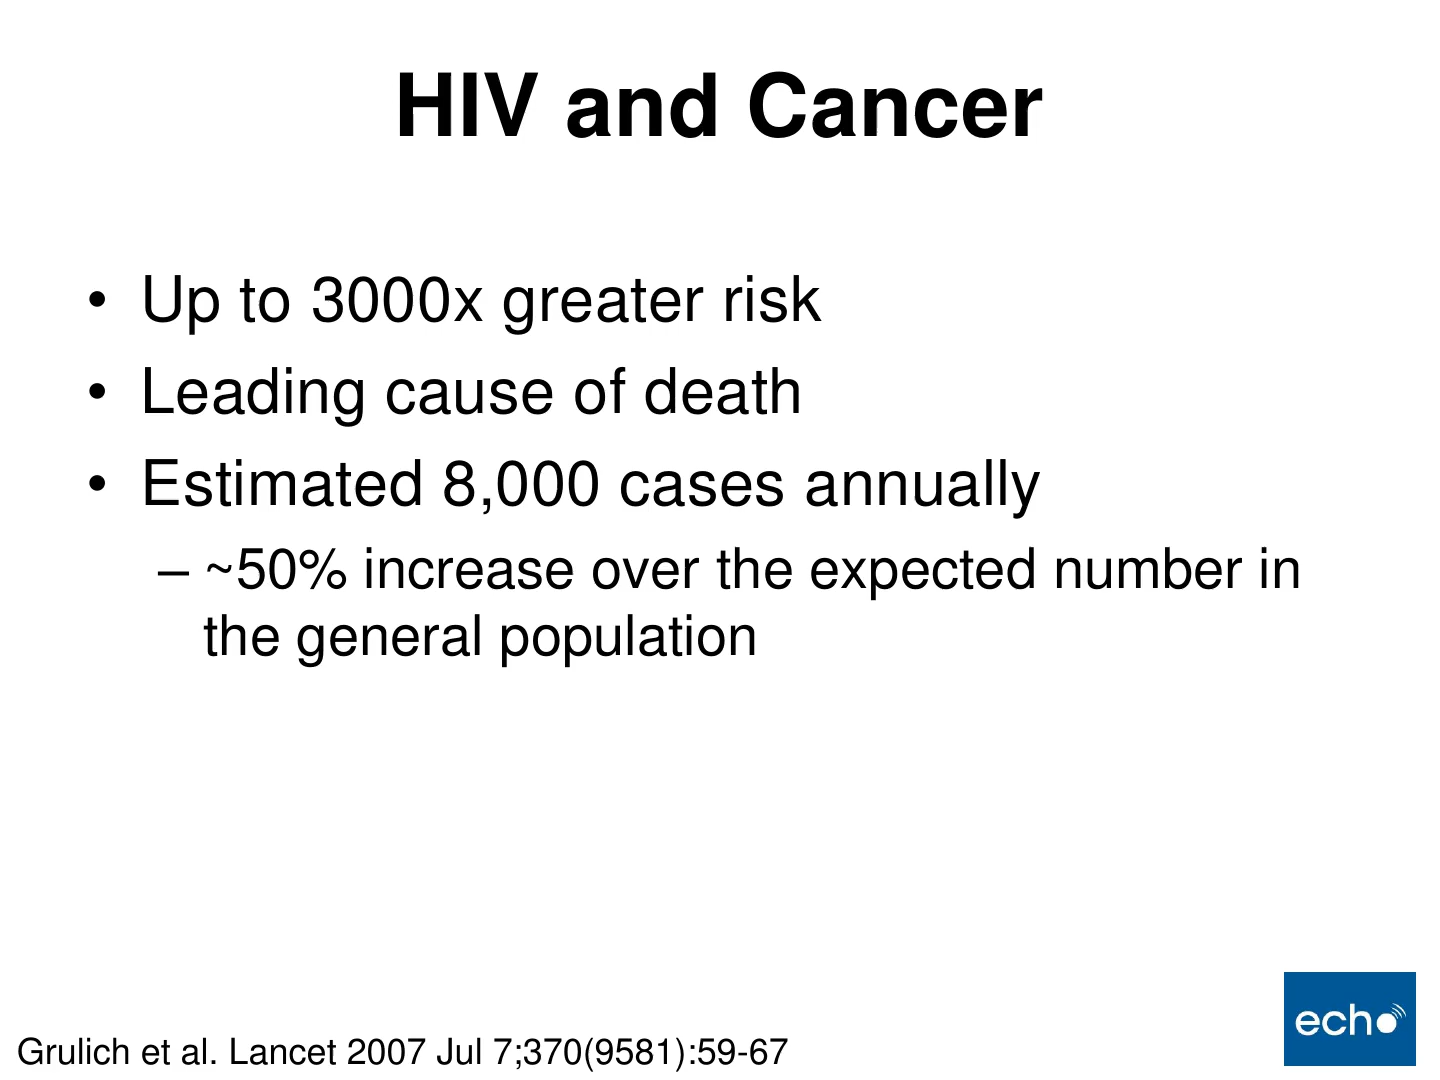 HIV and Cancer
• Up to 3000x greater risk
• Leading cause of death
• Estimated 8,000 cases annually
– ~50% increase over the expected number in
the general population
echo
Grulich et al. Lancet 2007 Jul 7;370(9581):59-67